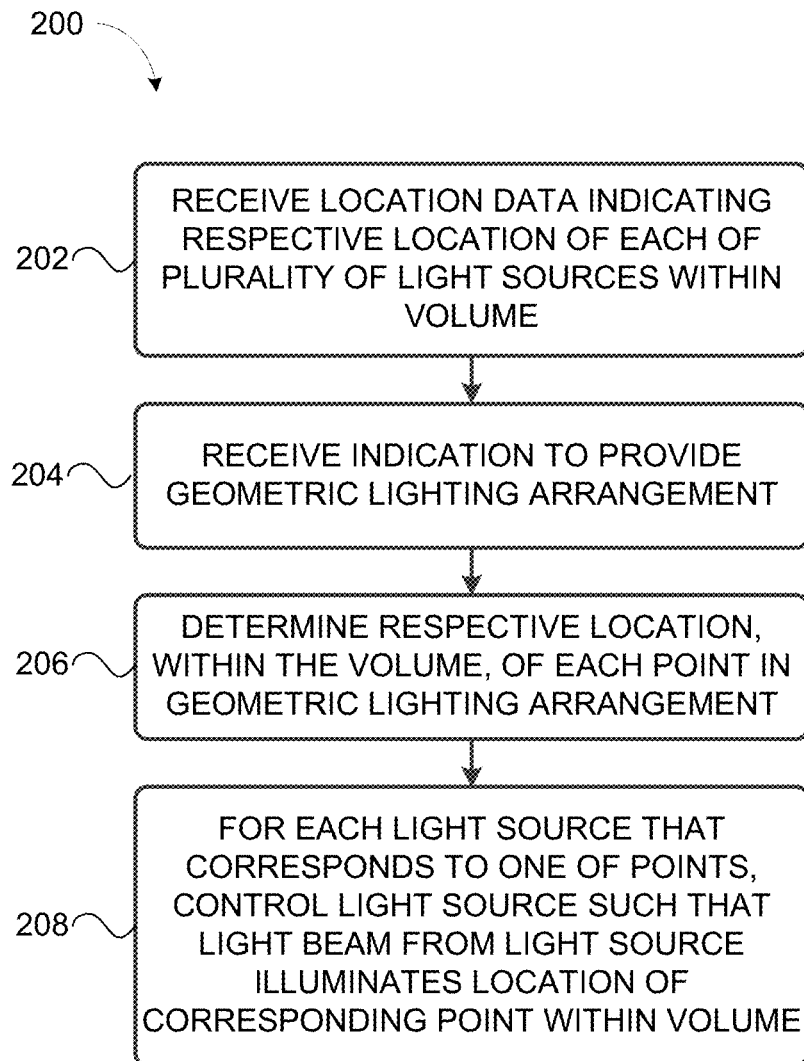 200
202
RECEIVE LOCATION DATA INDICATING
RESPECTIVE LOCATION OF EACH OF
PLURALITY OF LIGHT SOURCES WITHIN
VOLUME
204
RECEIVE INDICATION TO PROVIDE
GEOMETRIC LIGHTING ARRANGEMENT
206
DETERMINE RESPECTIVE LOCATION,
WITHIN THE VOLUME, OF EACH POINT IN
GEOMETRIC LIGHTING ARRANGEMENT
208
FOR EACH LIGHT SOURCE THAT
CORRESPONDS TO ONE OF POINTS,
CONTROL LIGHT SOURCE SUCH THAT
LIGHT BEAM FROM LIGHT SOURCE
ILLUMINATES LOCATION OF
CORRESPONDING POINT WITHIN VOLUME